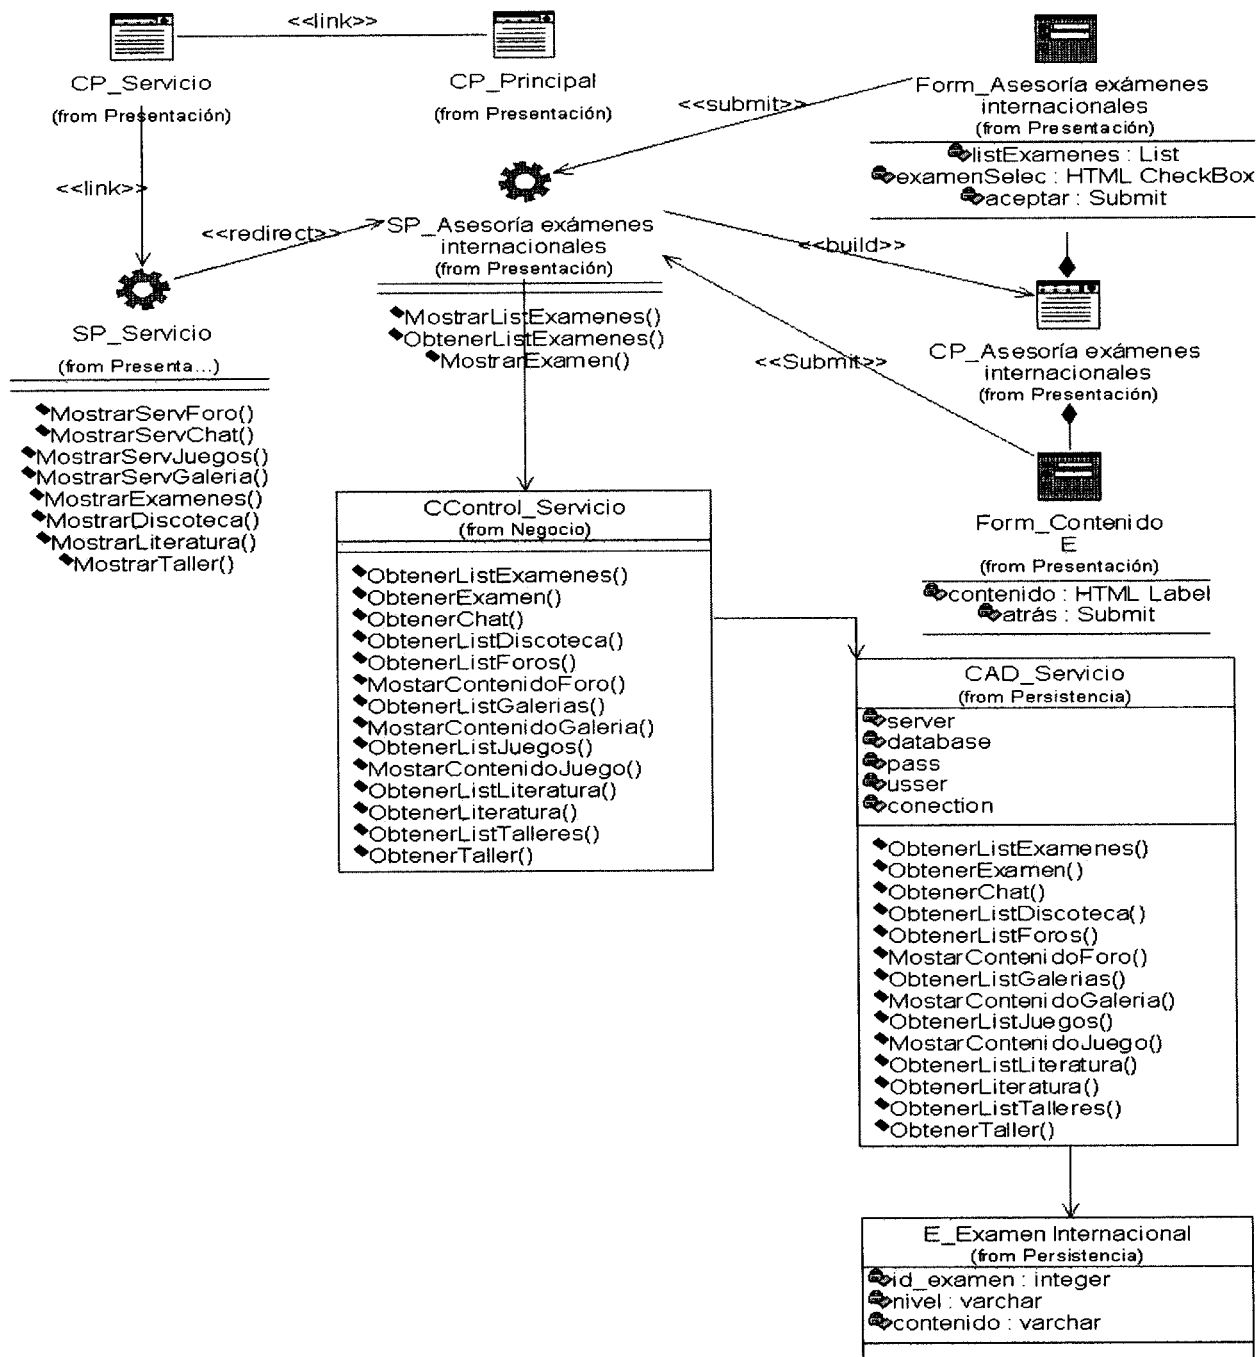 <<link>>
CP_Servicio
(from Presentación)
CP_Principal
(from Presentación)
Form_Asesoría exámenes
internacionales
(from Presentación)
listExamenes : List
examenSelec : HTML CheckBox
aceptar : Submit
<<submit>>
<<link>>
<<redirect>>
SP_Asesoría exámenes
internacionales
(from Presentación)
MostrarListExamenes()
ObtenerListExamenes()
MostrarExamen()
<<build>>
SP_Servicio
(from Presenta...)
MostrarServForo()
MostrarServChat()
MostrarServJuegos()
MostrarServGaleria()
MostrarExamenes()
MostrarDiscoteca()
MostrarLiteratura()
MostrarTaller()
CP_Asesoría exámenes
internacionales
(from Presentación)
<<Submit>>
Form_Contenido
E
(from Presentación)
contenido : HTML Label
atrás : Submit
CControl_Servicio
(from Negocio)
ObtenerListExamenes()
ObtenerExamen()
ObtenerChat()
ObtenerListDiscoteca()
ObtenerListForos()
MostarContenidoForo()
ObtenerListGalerias()
MostarContenidoGaleria()
ObtenerListJuegos()
MostarContenidoJuego()
ObtenerListLiteratura()
ObtenerLiteratura()
ObtenerListTalleres()
ObtenerTaller()
CAD_Servicio
(from Persistencia)
server
database
pass
usser
conection
ObtenerListExamenes()
ObtenerExamen()
ObtenerChat()
ObtenerListDiscoteca()
ObtenerListForos()
MostarContenidoForo()
ObtenerListGalerias()
MostarContenidoGaleria()
ObtenerListJuegos()
MostarContenidoJuego()
ObtenerListLiteratura()
ObtenerLiteratura()
ObtenerListTalleres()
ObtenerTaller()
E_Examen Internacional
(from Persistencia)
id_examen : integer
nivel : varchar
contenido : varchar